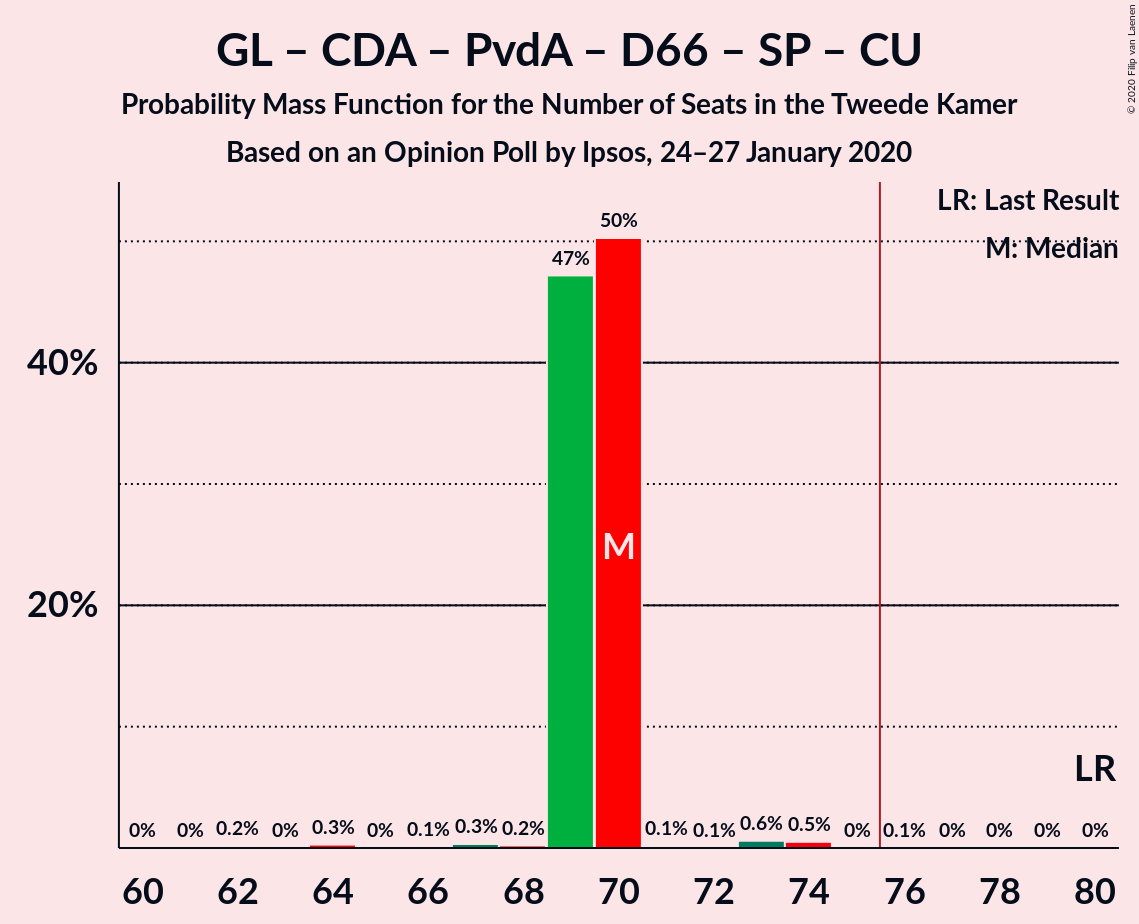 GL – CDA – PvdA – D66 – SP – CU
Probability Mass Function for the Number of Seats in the Tweede Kamer
Based on an Opinion Poll by Ipsos, 24–27 January 2020
© 2020 Filip van Laenen
LR: Last Result
M: Median
40%
20%
0% 0% 0.2% 0% 0.3% 0% 0.1% 0.3% 0.2% 47% 50% 0.1% 0.1% 0.6% 0.5% 0% 0.1% 0% 0% 0% 0%
M
LR
60 62 64 66 68 70 72 74 76 78 80